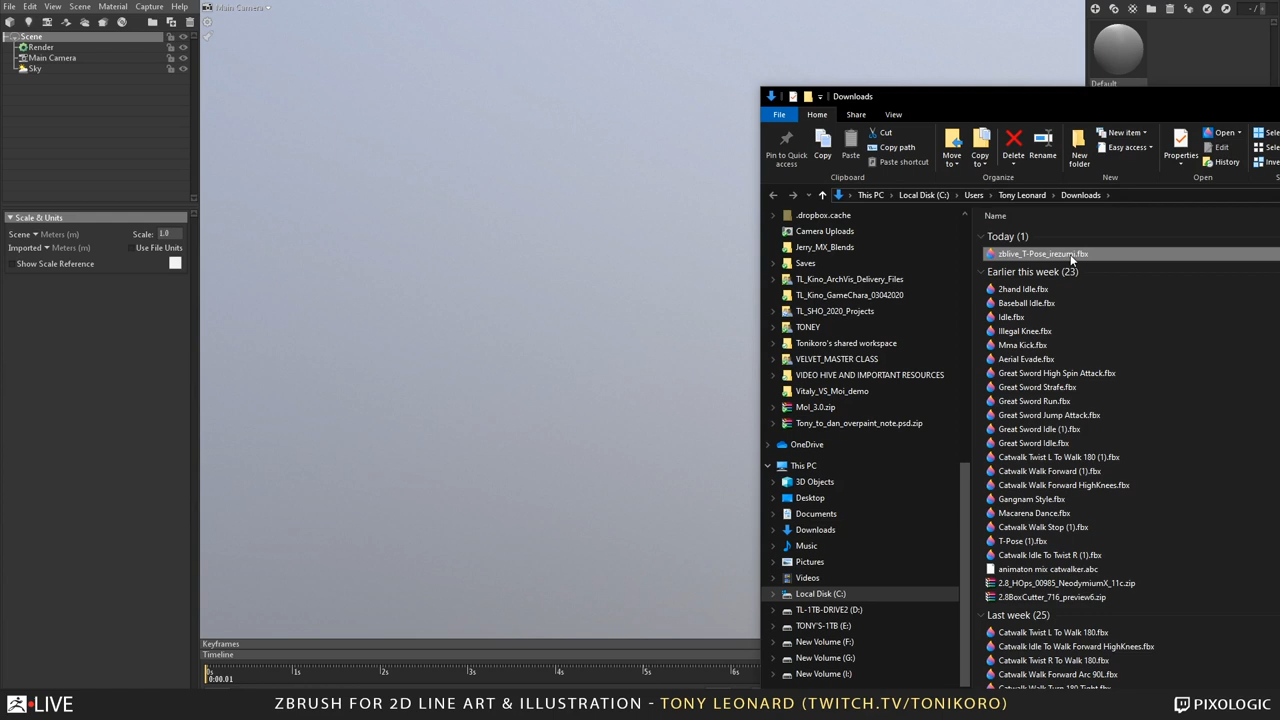 File Edit View Scene Material Capture Help
Main Camera
Scene
Render
Main Camera
Sky
Scale & Units
Scene Meters (m) Scale: 1.0
Imported Meters (m) Use File Units
Show Scale Reference
Default
Downloads
File Home Share View
Pin to Quick access
Copy
Paste
Cut
Copy path
Paste shortcut
Clipboard
Move to
Copy to
Delete
Rename
Organize
New folder
New item
Easy access
New
Properties
Open
Edit
History
Open
This PC > Local Disk (C:) > Users > Tony Leonard > Downloads >
.dropbox.cache
Camera Uploads
Jerry_MX_Blends
Saves
TL_Kino_ArchVis_Delivery_Files
TL_Kino_GameChara_03042020
TL_SHO_2020_Projects
TONEY
Tonikoro's shared workspace
VELVET_MASTER CLASS
VIDEO HIVE AND IMPORTANT RESOURCES
Vitaly_VS_Moi_demo
MoI_3.0.zip
Tony_to_dan_overpaint_note.psd.zip
OneDrive
This PC
3D Objects
Desktop
Documents
Downloads
Music
Pictures
Videos
Local Disk (C:)
TL-1TB-DRIVE2 (D:)
TONY'S-1TB (E:)
New Volume (F:)
New Volume (G:)
New Volume (I:)
Name
Today (1)
zblive_T-Pose_irezumi.fbx
Earlier this week (23)
2hand Idle.fbx
Baseball Idle.fbx
Idle.fbx
Illegal Knee.fbx
Mma Kick.fbx
Aerial Evade.fbx
Great Sword High Spin Attack.fbx
Great Sword Strafe.fbx
Great Sword Run.fbx
Great Sword Jump Attack.fbx
Great Sword Idle (1).fbx
Great Sword Idle.fbx
Catwalk Twist L To Walk 180 (1).fbx
Catwalk Walk Forward (1).fbx
Catwalk Walk Forward HighKnees.fbx
Gangnam Style.fbx
Macarena Dance.fbx
Catwalk Walk Stop (1).fbx
T-Pose (1).fbx
Catwalk Idle To Twist R (1).fbx
animaton mix catwalker.abc
2.8_HOps_00985_NeodymiumX_11c.zip
2.8BoxCutter_716_preview6.zip
Last week (25)
Catwalk Twist L To Walk 180.fbx
Catwalk Idle To Walk Forward HighKnees.fbx
Catwalk Twist R To Walk 180.fbx
Catwalk Walk Forward Arc 90L.fbx
Catwalk Walk Turn 180 Tight.fbx
Keyframes
Timeline
0s 1s 2s 3s 4s 5s 6s
0:00.01
LIVE
ZBRUSH FOR 2D LINE ART & ILLUSTRATION - TONY LEONARD (TWITCH.TV/TONIKORO)
PIXOLOGIC